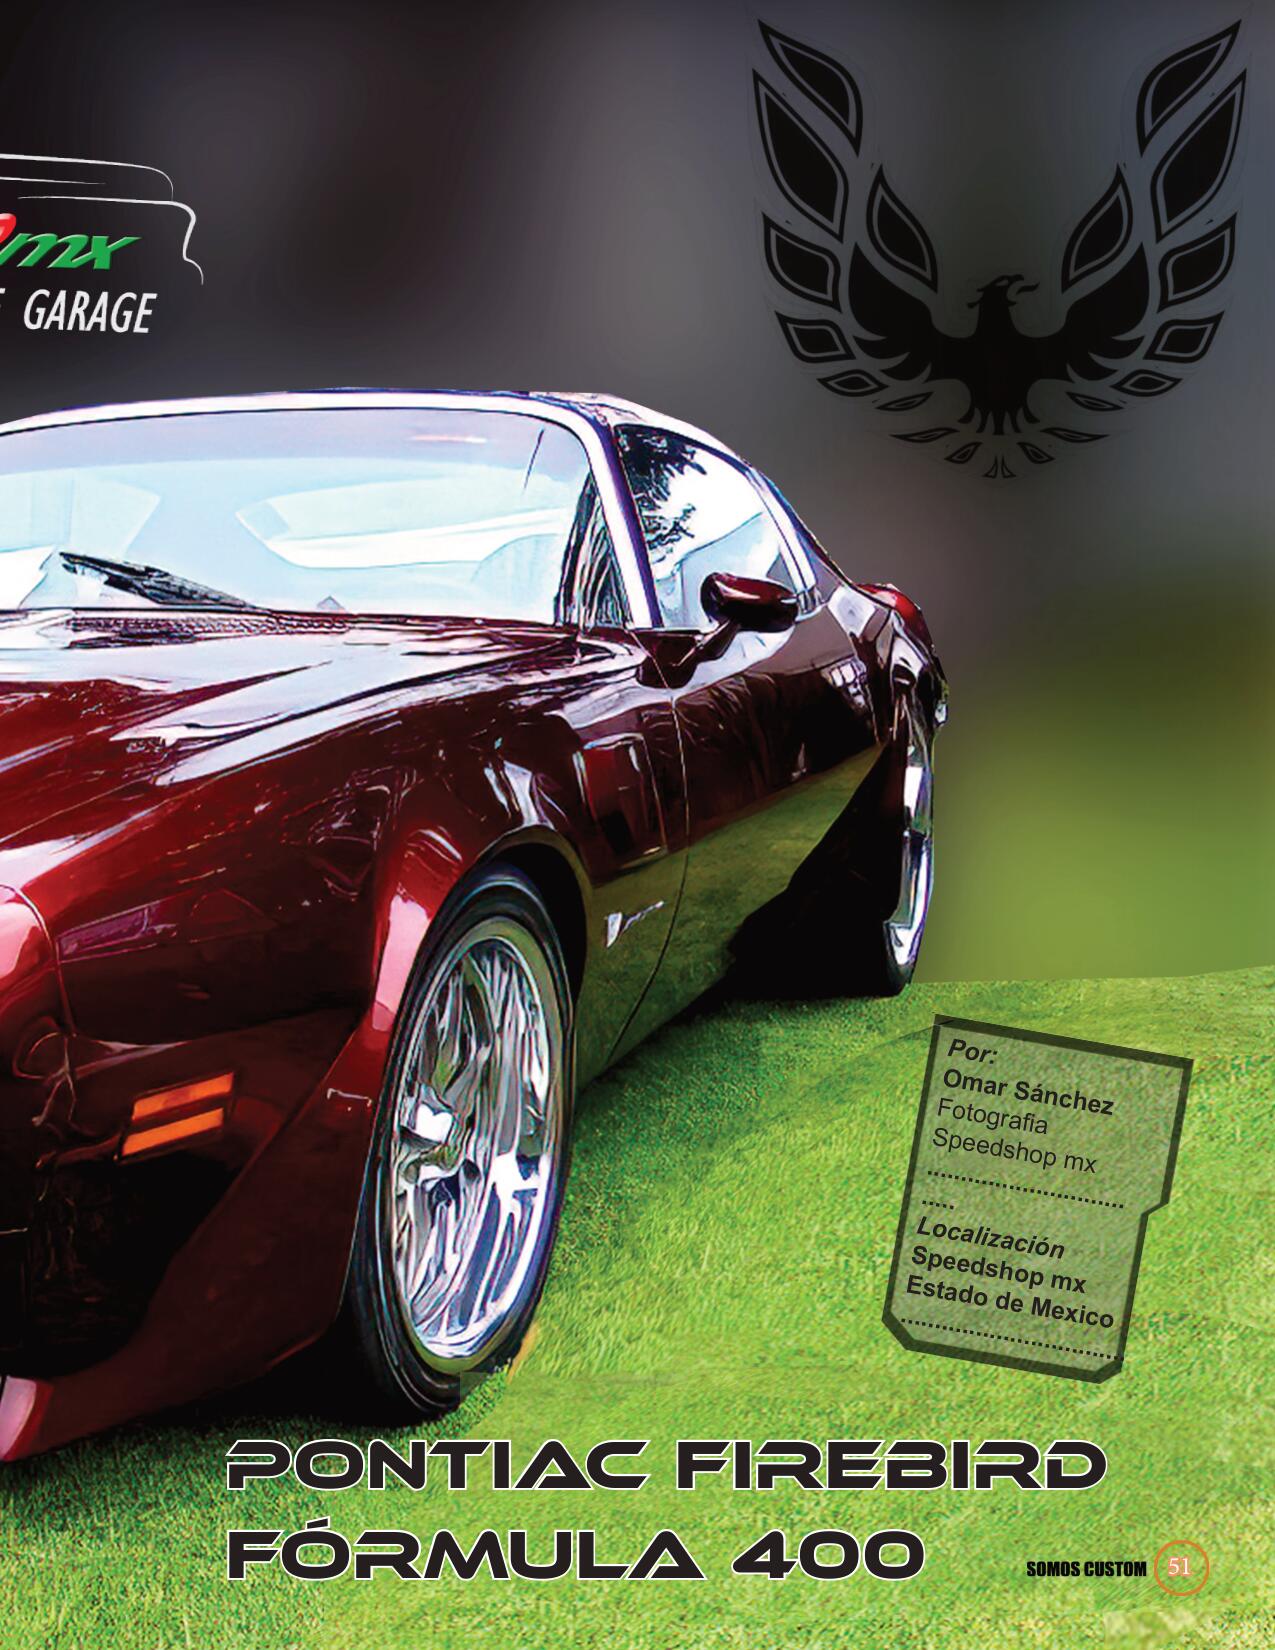 mx
GARAGE
Por:
Omar Sánchez
Fotografia
Speedshop mx
................................
.....
Localización
Speedshop mx
Estado de Mexico
....................................
PONTIAC FIREBIRD
FÓRMULA 400
SOMOS CUSTOM 51